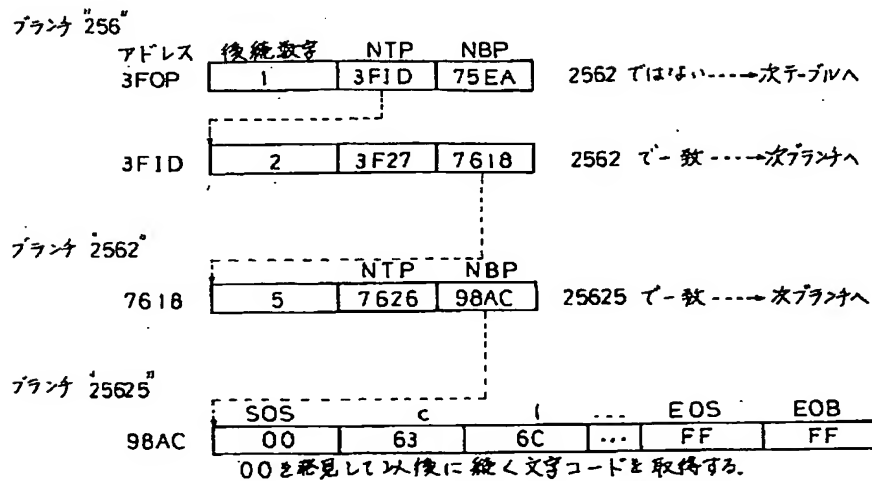 ブランチ "256"
アドレス 後続数字 NTP NBP
3FOP 1 3F1D 75EA 2562 ではない----→次テーブルへ
3F1D 2 3F27 7618 2562 で一致----→次ブランチへ
ブランチ "2562"
NTP NBP
7618 5 7626 98AC 25625 で一致----→次ブランチへ
ブランチ "25625"
SOS c l ... EOS EOB
98AC 00 63 6C ... FF FF
00を発見して以後に続く文字コードを取得する.